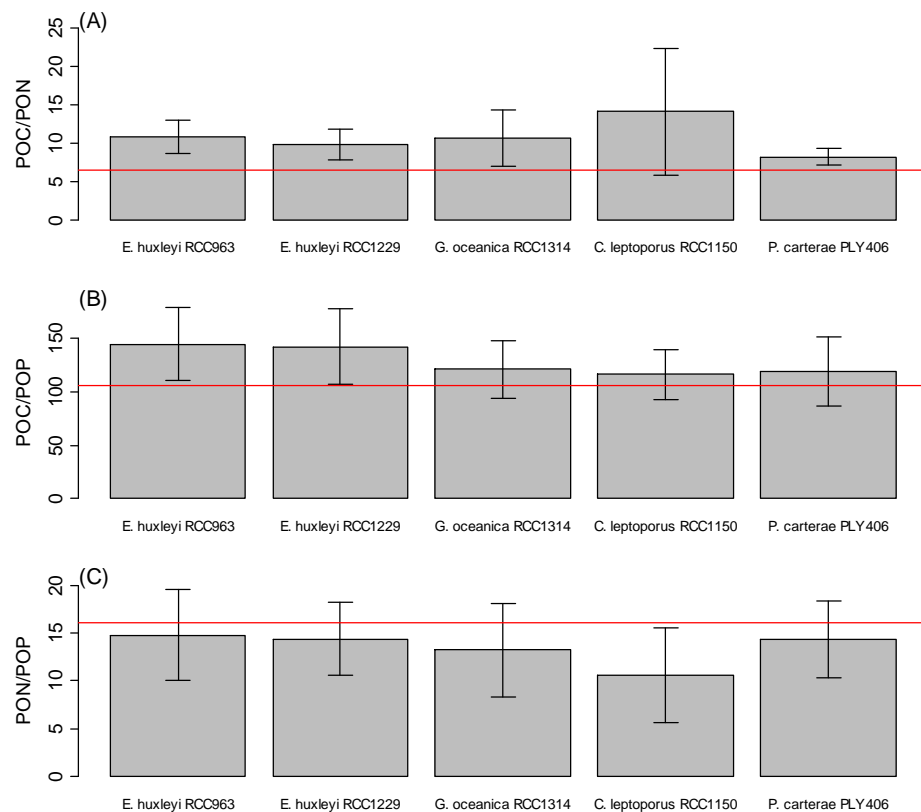 (A)
25
20
15
10
5
0
POC/PON
E. huxleyi RCC963 E. huxleyi RCC1229 G. oceanica RCC1314 C. leptoporus RCC1150 P. carterae PLY406
(B)
150
100
50
0
POC/POP
E. huxleyi RCC963 E. huxleyi RCC1229 G. oceanica RCC1314 C. leptoporus RCC1150 P. carterae PLY406
(C)
20
15
10
5
0
PON/POP
E. huxleyi RCC963 E. huxleyi RCC1229 G. oceanica RCC1314 C. leptoporus RCC1150 P. carterae PLY406